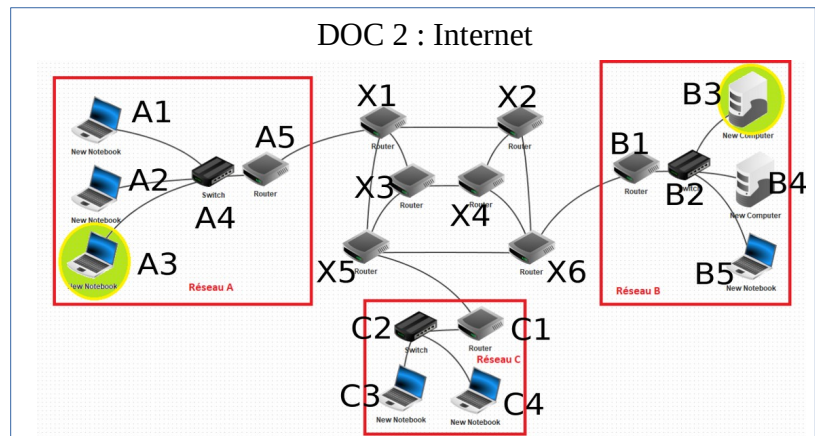 DOC 2 : Internet
A1
New Notebook
A2
New Notebook
A3
New Notebook
A4
Switch
A5
Router
Réseau A
X1
Router
X2
Router
X3
Router
X4
Router
X5
Router
X6
Router
B1
Router
B2
Switch
B3
New Computer
B4
New Computer
B5
New Notebook
Réseau B
C2
Switch
C1
Router
Réseau C
C3
New Notebook
C4
New Notebook